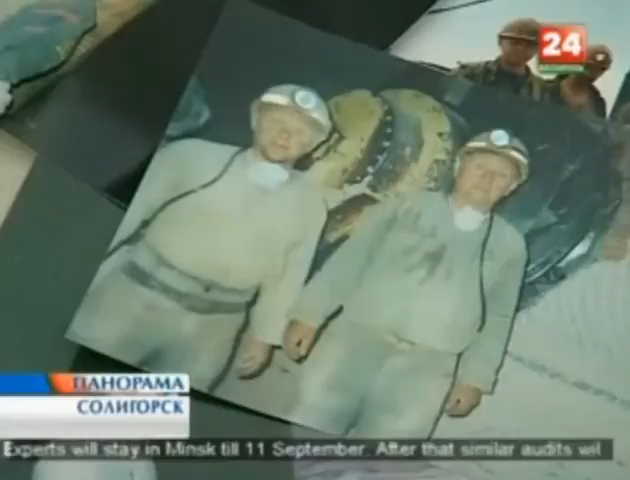 24
ПАНОРАМА
СОЛИГОРСК
Experts will stay in Minsk till 11 September. After that similar audits wil